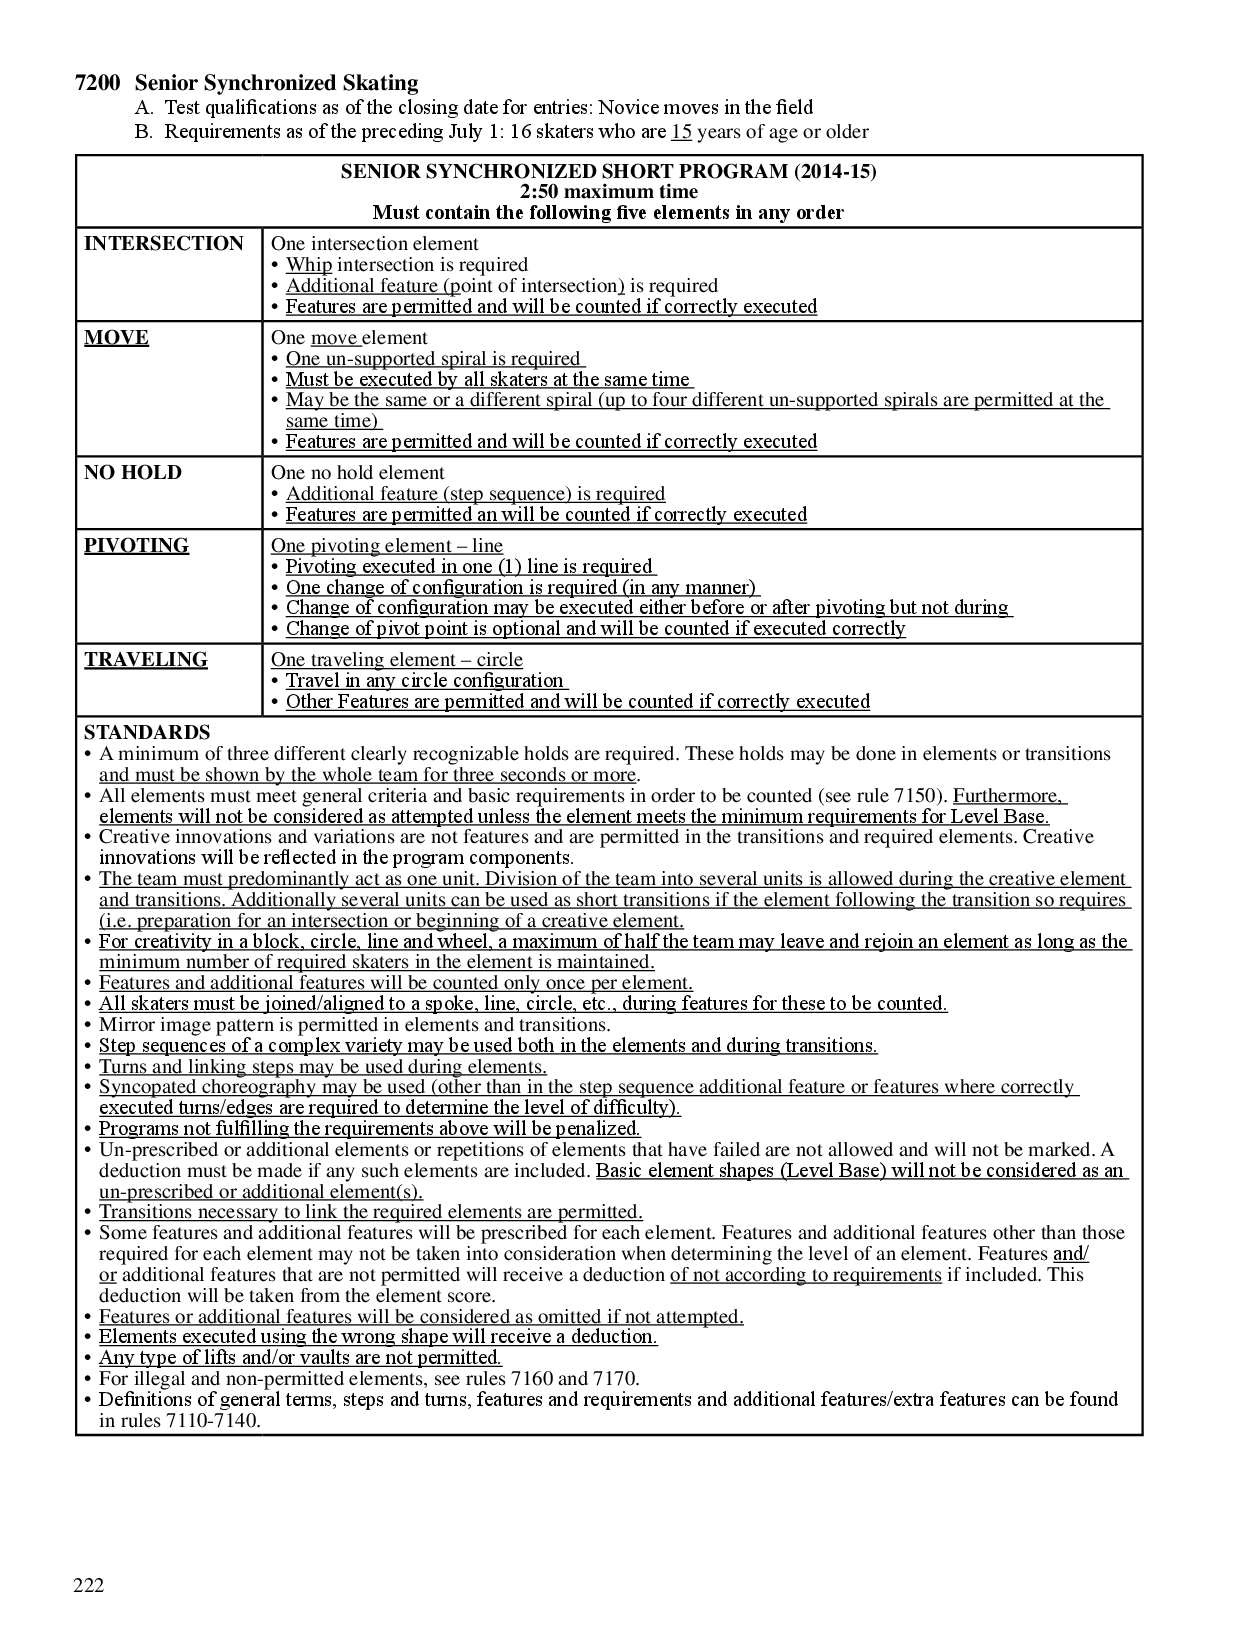 7200 Senior Synchronized Skating
A. Test qualifications as of the closing date for entries: Novice moves in the field
B. Requirements as of the preceding July 1: 16 skaters who are 15 years of age or older
SENIOR SYNCHRONIZED SHORT PROGRAM (2014-15)
2:50 maximum time
Must contain the following five elements in any order
INTERSECTION
One intersection element
• Whip intersection is required
• Additional feature (point of intersection) is required
• Features are permitted and will be counted if correctly executed
MOVE
One move element
• One un-supported spiral is required
• Must be executed by all skaters at the same time
• May be the same or a different spiral (up to four different un-supported spirals are permitted at the
same time)
• Features are permitted and will be counted if correctly executed
NO HOLD
One no hold element
• Additional feature (step sequence) is required
• Features are permitted an will be counted if correctly executed
PIVOTING
One pivoting element – line
• Pivoting executed in one (1) line is required
• One change of configuration is required (in any manner)
• Change of configuration may be executed either before or after pivoting but not during
• Change of pivot point is optional and will be counted if executed correctly
TRAVELING
One traveling element – circle
• Travel in any circle configuration
• Other Features are permitted and will be counted if correctly executed
STANDARDS
• A minimum of three different clearly recognizable holds are required. These holds may be done in elements or transitions
and must be shown by the whole team for three seconds or more.
• All elements must meet general criteria and basic requirements in order to be counted (see rule 7150). Furthermore,
elements will not be considered as attempted unless the element meets the minimum requirements for Level Base.
• Creative innovations and variations are not features and are permitted in the transitions and required elements. Creative
innovations will be reflected in the program components.
• The team must predominantly act as one unit. Division of the team into several units is allowed during the creative element
and transitions. Additionally several units can be used as short transitions if the element following the transition so requires
(i.e. preparation for an intersection or beginning of a creative element.
• For creativity in a block, circle, line and wheel, a maximum of half the team may leave and rejoin an element as long as the
minimum number of required skaters in the element is maintained.
• Features and additional features will be counted only once per element.
• All skaters must be joined/aligned to a spoke, line, circle, etc., during features for these to be counted.
• Mirror image pattern is permitted in elements and transitions.
• Step sequences of a complex variety may be used both in the elements and during transitions.
• Turns and linking steps may be used during elements.
• Syncopated choreography may be used (other than in the step sequence additional feature or features where correctly
executed turns/edges are required to determine the level of difficulty).
• Programs not fulfilling the requirements above will be penalized.
• Un-prescribed or additional elements or repetitions of elements that have failed are not allowed and will not be marked. A
deduction must be made if any such elements are included. Basic element shapes (Level Base) will not be considered as an
un-prescribed or additional element(s).
• Transitions necessary to link the required elements are permitted.
• Some features and additional features will be prescribed for each element. Features and additional features other than those
required for each element may not be taken into consideration when determining the level of an element. Features and/
or additional features that are not permitted will receive a deduction of not according to requirements if included. This
deduction will be taken from the element score.
• Features or additional features will be considered as omitted if not attempted.
• Elements executed using the wrong shape will receive a deduction.
• Any type of lifts and/or vaults are not permitted.
• For illegal and non-permitted elements, see rules 7160 and 7170.
• Definitions of general terms, steps and turns, features and requirements and additional features/extra features can be found
in rules 7110-7140.
222